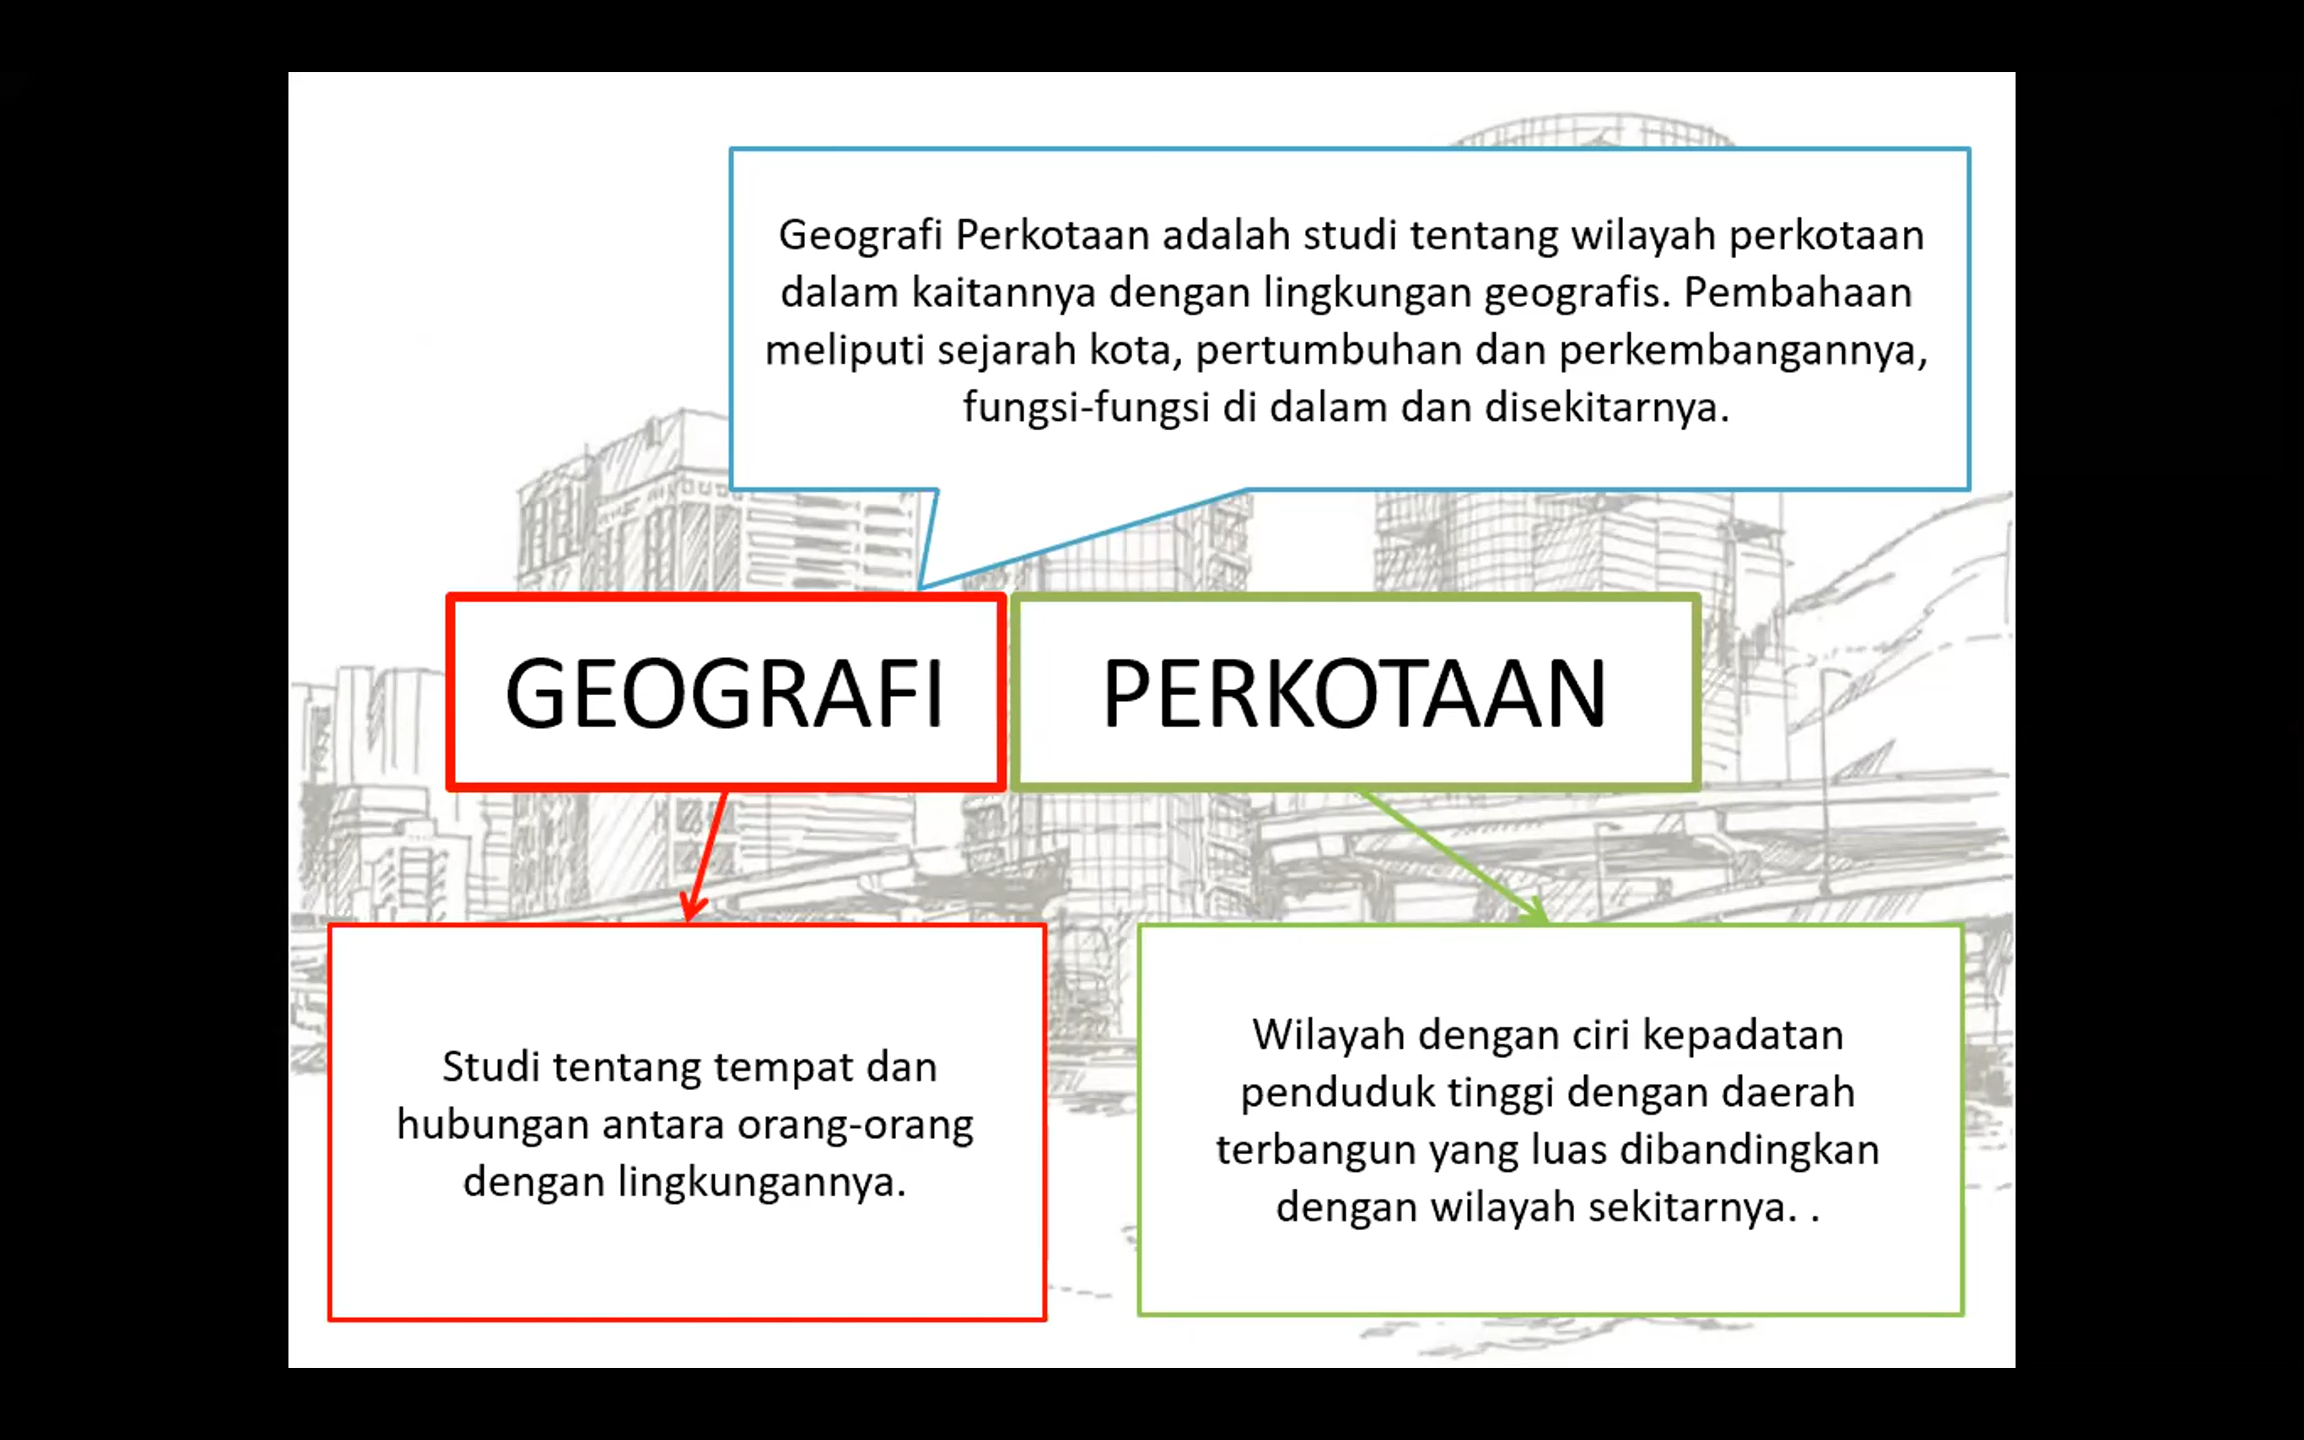 Geografi Perkotaan adalah studi tentang wilayah perkotaan
dalam kaitannya dengan lingkungan geografis. Pembahaan
meliputi sejarah kota, pertumbuhan dan perkembangannya,
fungsi-fungsi di dalam dan disekitarnya.
GEOGRAFI
PERKOTAAN
Studi tentang tempat dan
hubungan antara orang-orang
dengan lingkungannya.
Wilayah dengan ciri kepadatan
penduduk tinggi dengan daerah
terbangun yang luas dibandingkan
dengan wilayah sekitarnya. .